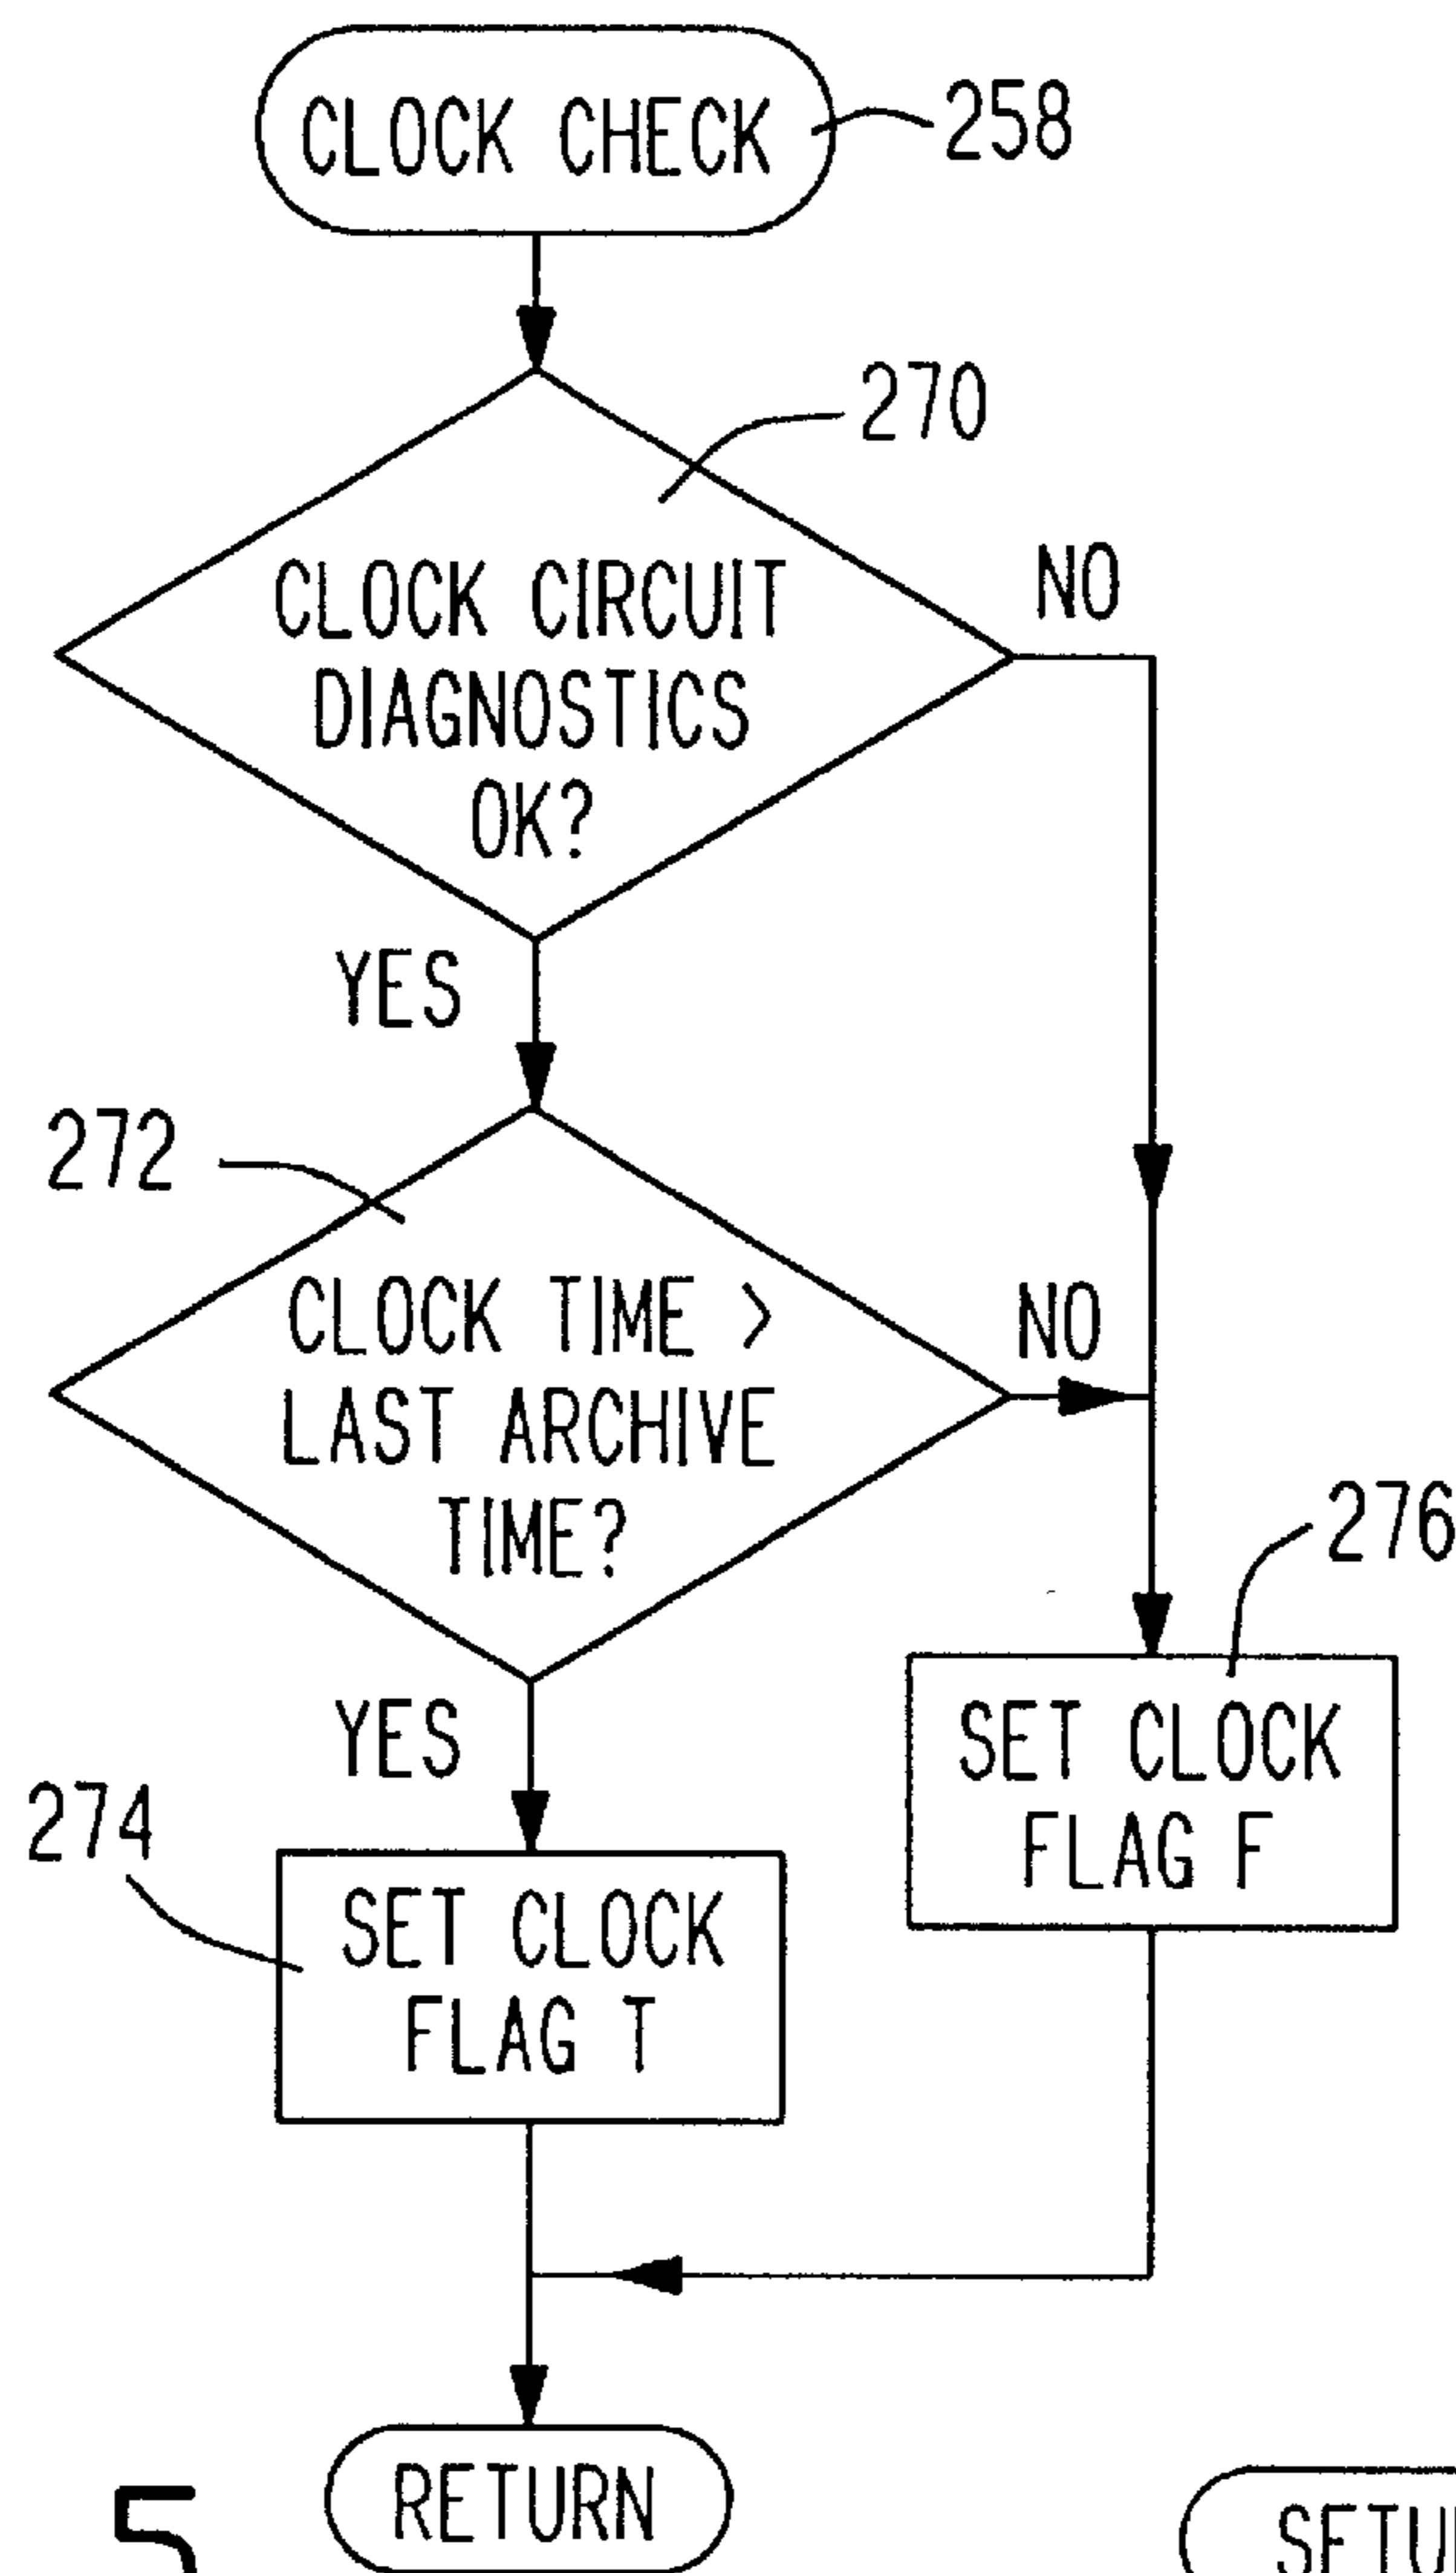 CLOCK CHECK
258
270
CLOCK CIRCUIT
DIAGNOSTICS
OK?
NO
YES
272
CLOCK TIME >
LAST ARCHIVE
TIME?
NO
276
YES
SET CLOCK
FLAG F
274
SET CLOCK
FLAG T
RETURN
5